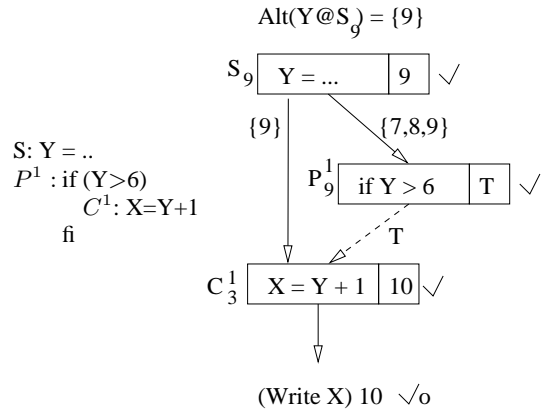 Alt(Y@S₉) = {9}
S₉ Y = ... 9 √
{9} {7,8,9}
S: Y = ..
P¹ : if (Y>6)
C¹: X=Y+1
fi
P₉¹ if Y > 6 T √
T
C₃¹ X = Y + 1 10 √
(Write X) 10 √o